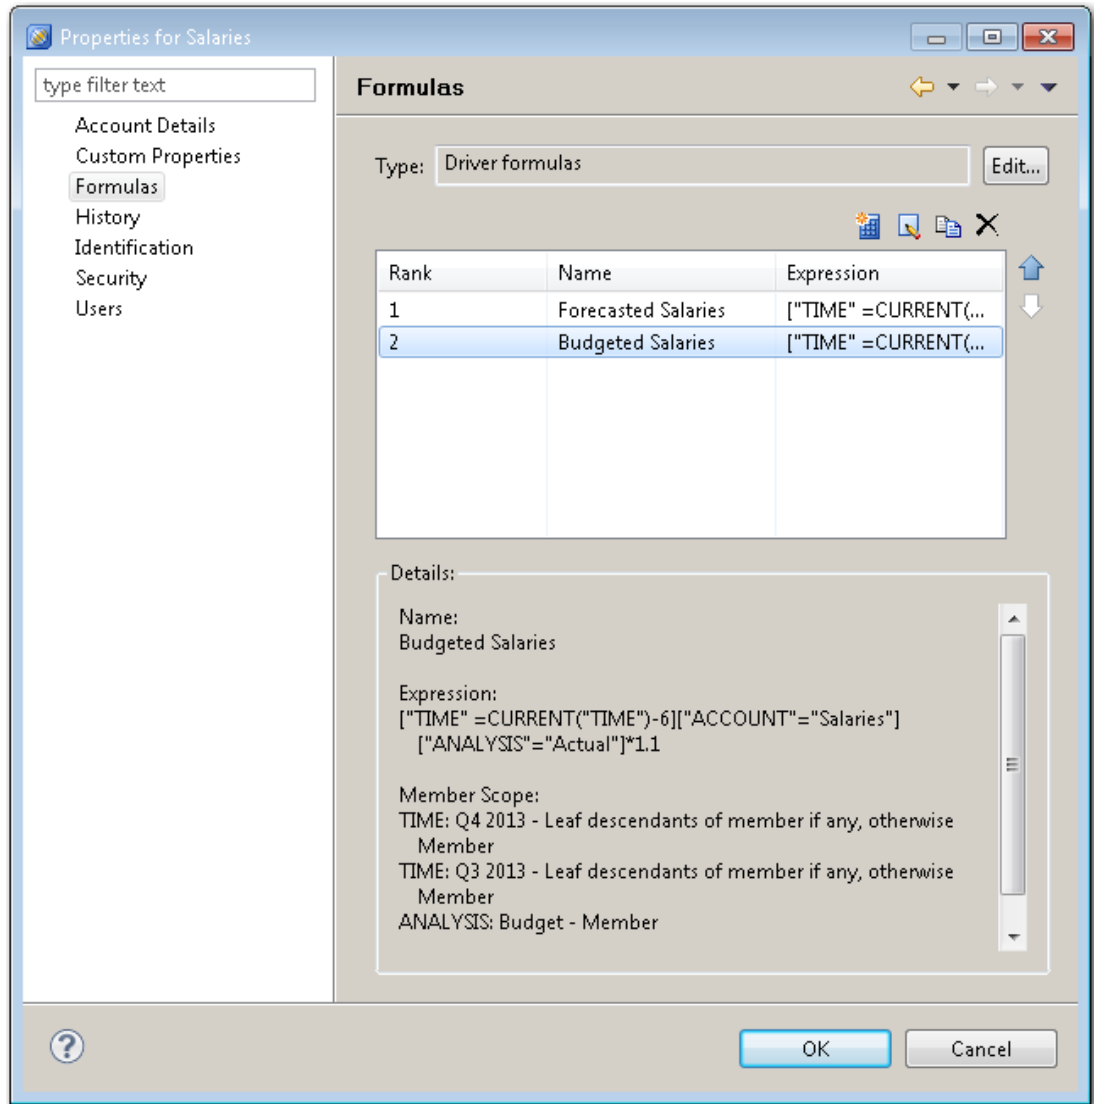 Properties for Salaries
type filter text
Account Details
Custom Properties
Formulas
History
Identification
Security
Users
Formulas
Type: Driver formulas Edit...
Rank Name Expression
1 Forecasted Salaries ["TIME" =CURRENT(...
2 Budgeted Salaries ["TIME" =CURRENT(...
Details:
Name:
Budgeted Salaries
Expression:
["TIME" =CURRENT("TIME")-6]["ACCOUNT"="Salaries"]
["ANALYSIS"="Actual"]*1.1
Member Scope:
TIME: Q4 2013 - Leaf descendants of member if any, otherwise
Member
TIME: Q3 2013 - Leaf descendants of member if any, otherwise
Member
ANALYSIS: Budget - Member
OK Cancel